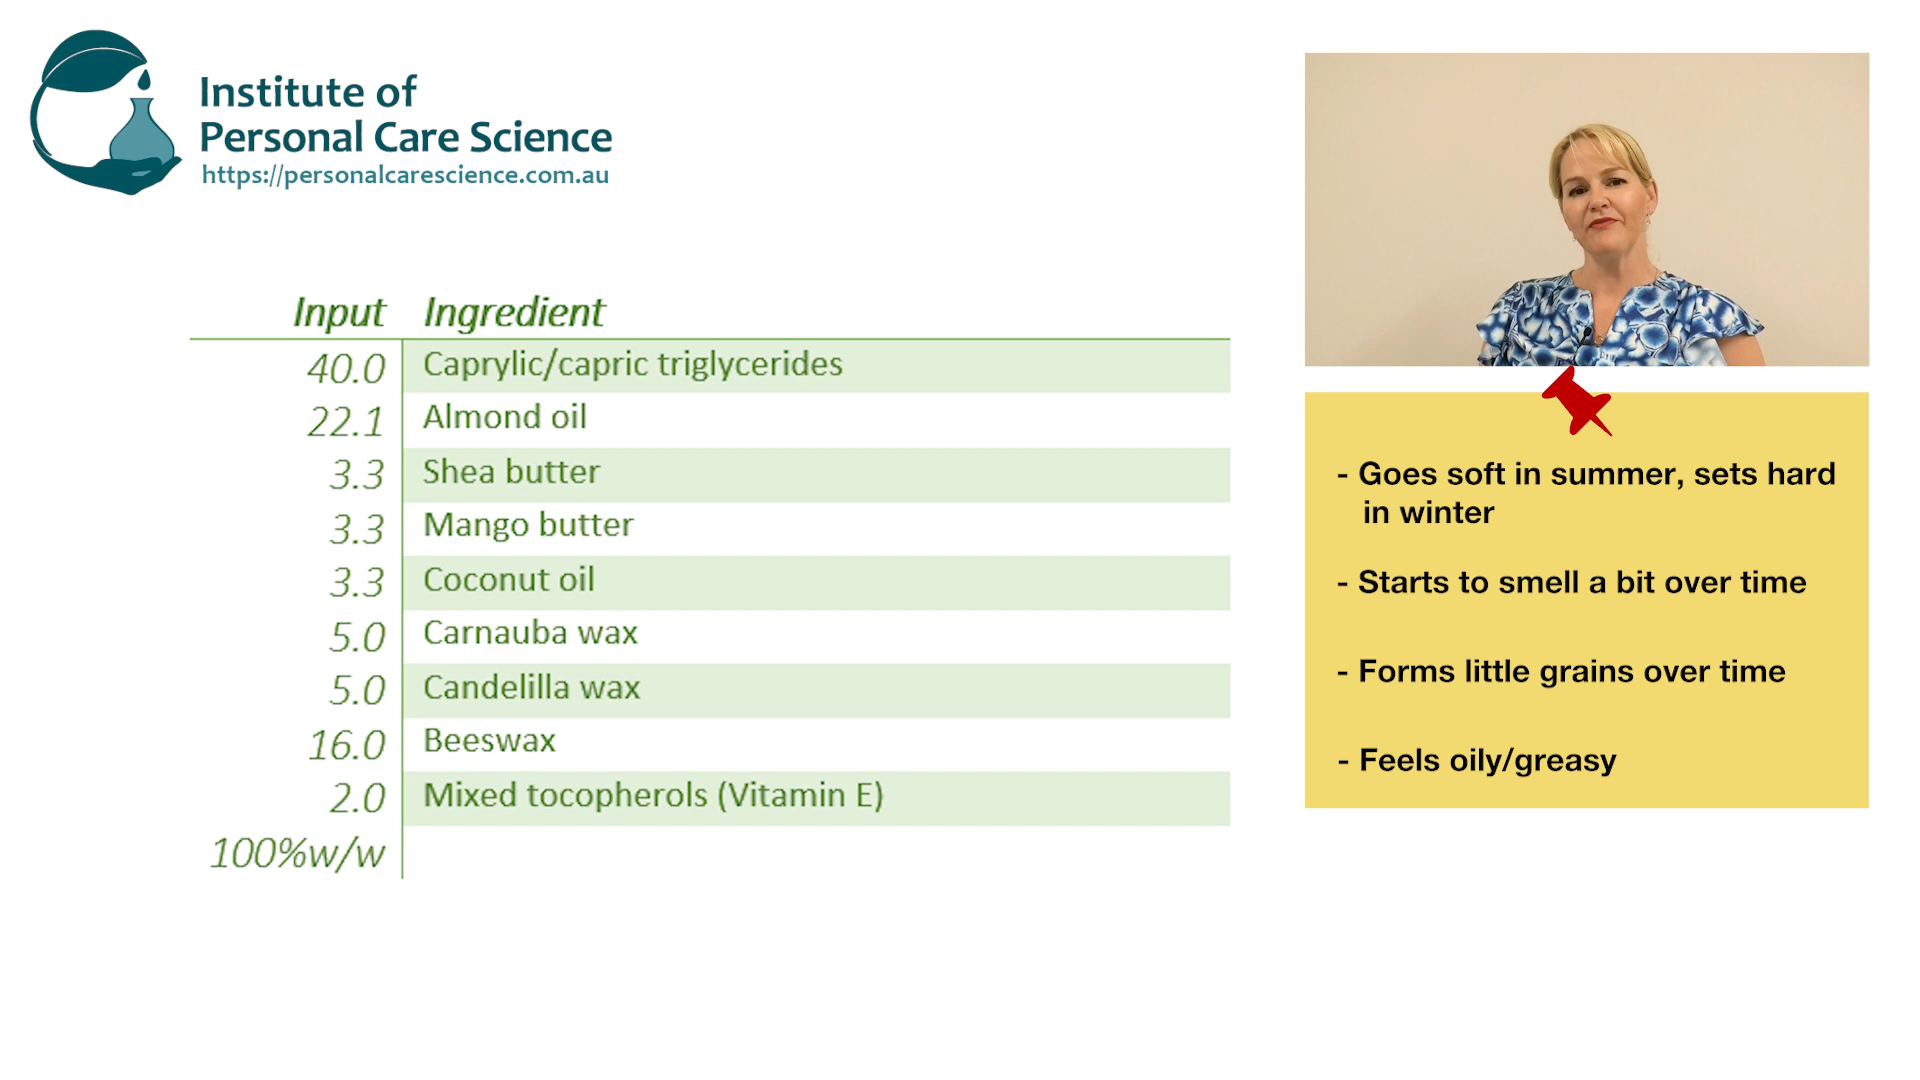 Institute of
Personal Care Science
https://personalcarescience.com.au
Input Ingredient
40.0 Caprylic/capric triglycerides
22.1 Almond oil
3.3 Shea butter
3.3 Mango butter
3.3 Coconut oil
5.0 Carnauba wax
5.0 Candelilla wax
16.0 Beeswax
2.0 Mixed tocopherols (Vitamin E)
100%w/w
- Goes soft in summer, sets hard
in winter
- Starts to smell a bit over time
- Forms little grains over time
- Feels oily/greasy